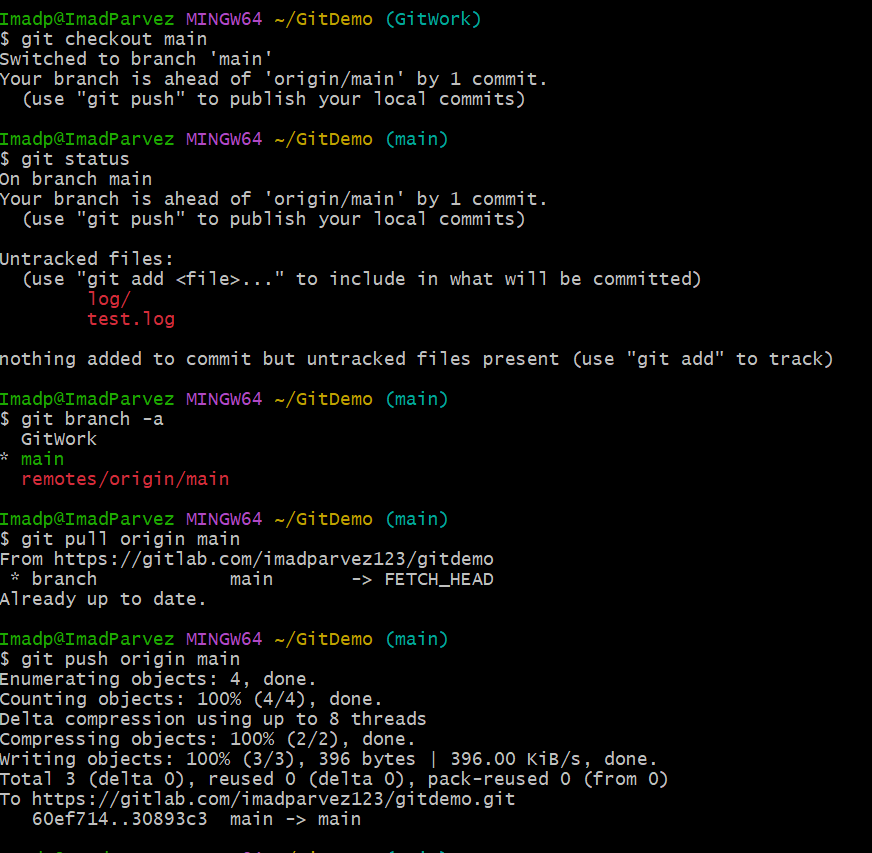 Imadp@ImadParvez MINGW64 ~/GitDemo (GitWork)
$ git checkout main
Switched to branch 'main'
Your branch is ahead of 'origin/main' by 1 commit.
  (use "git push" to publish your local commits)

Imadp@ImadParvez MINGW64 ~/GitDemo (main)
$ git status
On branch main
Your branch is ahead of 'origin/main' by 1 commit.
  (use "git push" to publish your local commits)

Untracked files:
  (use "git add <file>..." to include in what will be committed)
        log/
        test.log

nothing added to commit but untracked files present (use "git add" to track)

Imadp@ImadParvez MINGW64 ~/GitDemo (main)
$ git branch -a
  GitWork
* main
  remotes/origin/main

Imadp@ImadParvez MINGW64 ~/GitDemo (main)
$ git pull origin main
From https://gitlab.com/imadparvez123/gitdemo
 * branch            main       -> FETCH_HEAD
Already up to date.

Imadp@ImadParvez MINGW64 ~/GitDemo (main)
$ git push origin main
Enumerating objects: 4, done.
Counting objects: 100% (4/4), done.
Delta compression using up to 8 threads
Compressing objects: 100% (2/2), done.
Writing objects: 100% (3/3), 396 bytes | 396.00 KiB/s, done.
Total 3 (delta 0), reused 0 (delta 0), pack-reused 0 (from 0)
To https://gitlab.com/imadparvez123/gitdemo.git
   60ef714..30893c3  main -> main